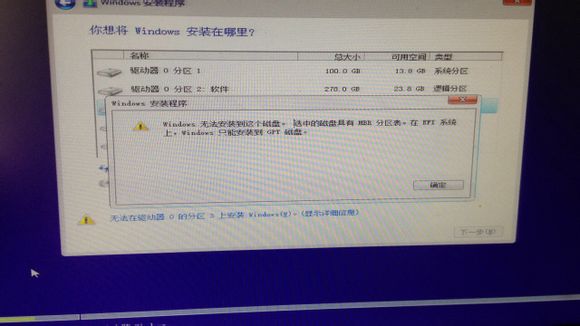 Windows 安装程序
你想将 Windows 安装在哪里?
名称 总大小 可用空间 类型
驱动器 0 分区 1 100.0 GB 13.8 GB 系统分区
驱动器 0 分区 2: 软件 270.0 GB 23.8 GB 逻辑分区
Windows 安装程序
Windows 无法安装到这个磁盘。选中的磁盘具有 MBR 分区表。在 EFI 系统
上，Windows 只能安装到 GPT 磁盘。
确定
无法在驱动器 0 的分区 3 上安装 Windows(W)。(显示详细信息)
下一步(N)